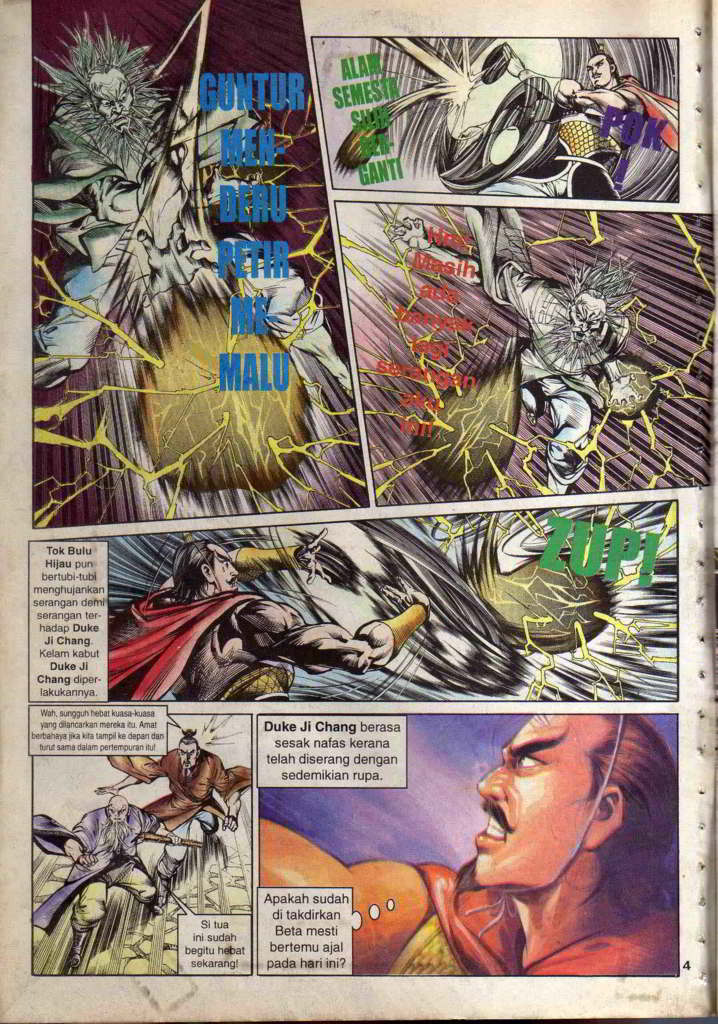 GUNTUR
MEN-
DERU
PETIR
ME-
MALU
ALAM
SEMESTA
SILIH
BER-
GANTI
POK
!
Hm..
Masih
ada
banyak
lagi
serangan
aku
ini!
ZUP!
Tok Bulu
Hijau pun
bertubi-tubi
menghujankan
serangan demi
serangan ter-
hadap Duke
Ji Chang.
Kelam kabut
Duke Ji
Chang diper-
lakukannya.
Wah, sungguh hebat kuasa-kuasa
yang dilancarkan mereka itu. Amat
berbahaya jika kita tampil ke depan dan
turut sama dalam pertempuran itu!
Si tua
ini sudah
begitu hebat
sekarang!
Duke Ji Chang berasa
sesak nafas kerana
telah diserang dengan
sedemikian rupa.
Apakah sudah
di takdirkan
Beta mesti
bertemu ajal
pada hari ini?
4